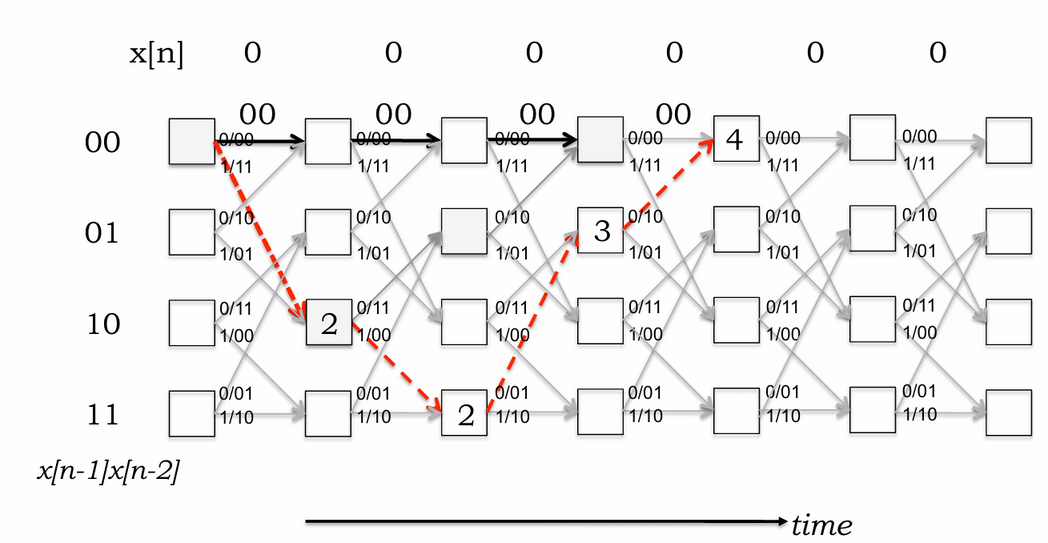 x[n] 0 0 0 0 0 0
00 00 00 00
00 0/00 0/00 0/00 0/00 4 0/00 0/00
1/11 1/11 1/11 1/11 1/11 1/11
01 0/10 0/10 0/10 3 0/10 0/10 0/10
1/01 1/01 1/01 1/01 1/01 1/01
10 0/11 2 0/11 0/11 0/11 0/11 0/11
1/00 1/00 1/00 1/00 1/00 1/00
11 0/01 0/01 2 0/01 0/01 0/01 0/01
1/10 1/10 1/10 1/10 1/10 1/10
x[n-1]x[n-2]
time